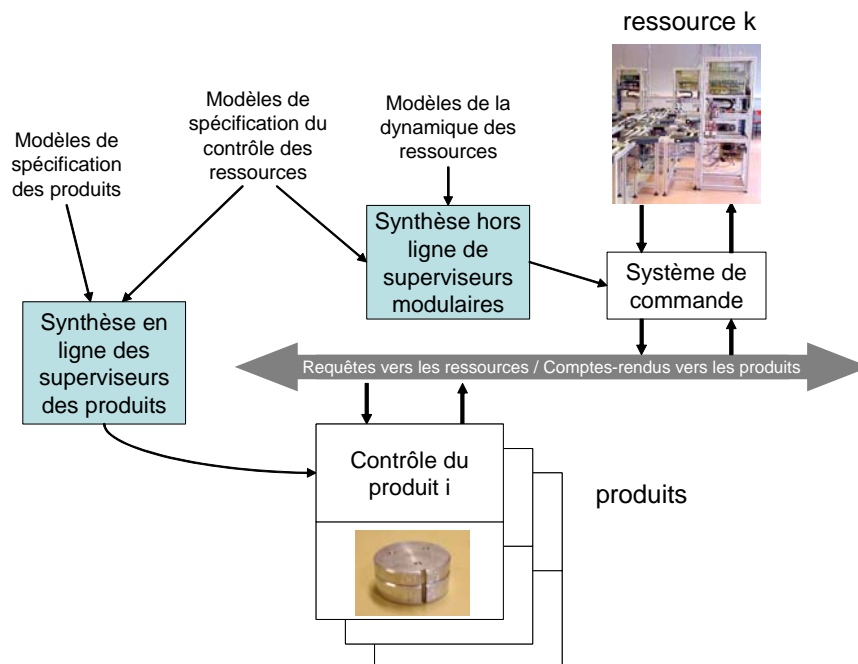 ressource k
Modèles de
spécification du
contrôle des
ressources
Modèles de la
dynamique des
ressources
Modèles de
spécification
des produits
Synthèse hors
ligne de
superviseurs
modulaires
Système de
commande
Synthèse en
ligne des
superviseurs
des produits
Requêtes vers les ressources / Comptes-rendus vers les produits
Contrôle du
produit i
produits